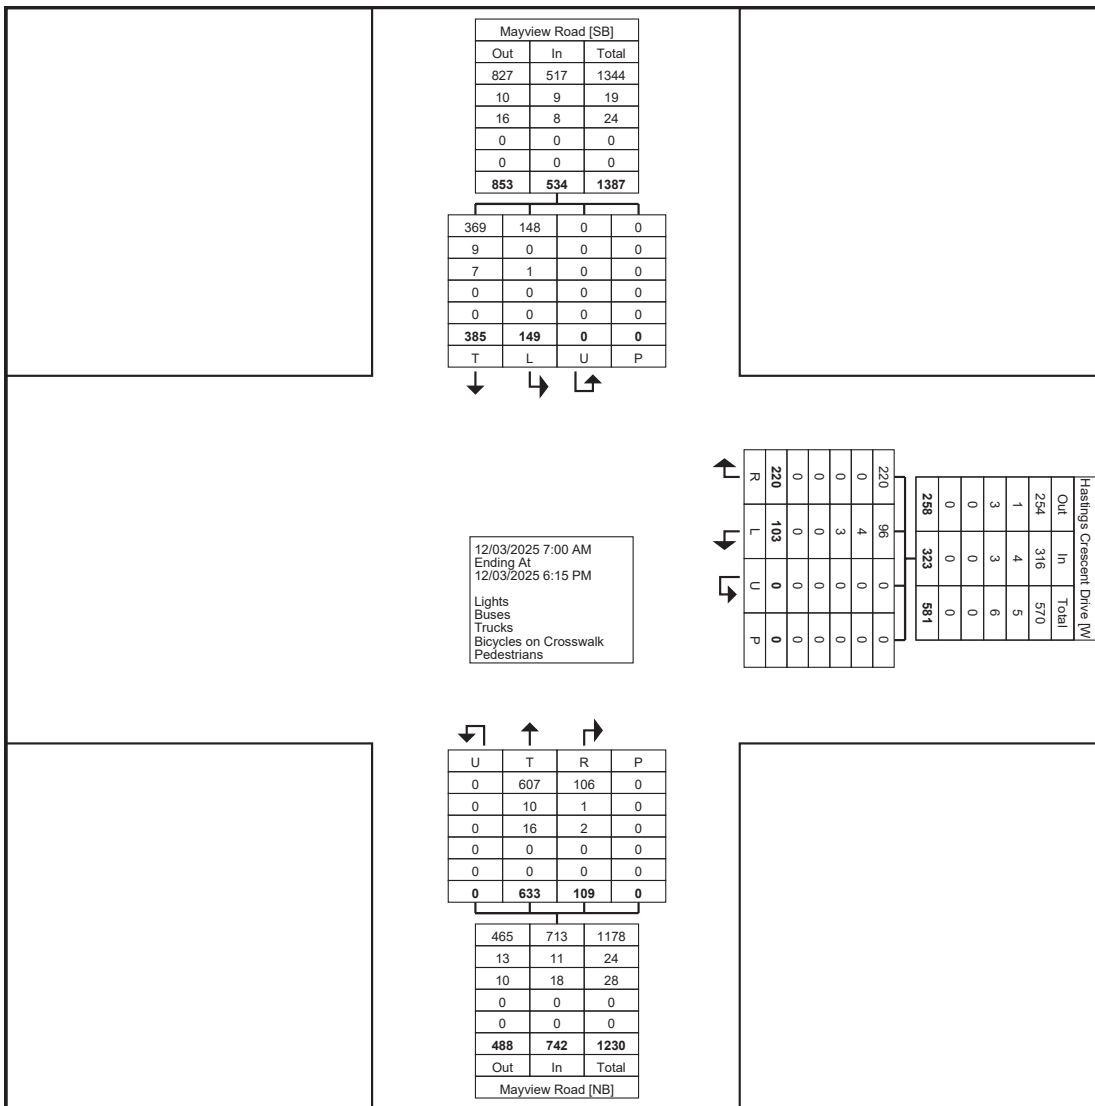 Mayview Road [SB]
Out In Total
827 517 1344
10 9 19
16 8 24
0 0 0
0 0 0
853 534 1387
369 148 0 0
9 0 0 0
7 1 0 0
0 0 0 0
0 0 0 0
385 149 0 0
T L U P
Hastings Crescent Drive [W
Out In Total
254 316 570
1 4 5
3 3 6
0 0 0
0 0 0
258 323 581
220 96 0 0
0 4 0 0
0 3 0 0
0 0 0 0
0 0 0 0
220 103 0 0
R L U P
12/03/2025 7:00 AM
Ending At
12/03/2025 6:15 PM
Lights
Buses
Trucks
Bicycles on Crosswalk
Pedestrians
U T R P
0 607 106 0
0 10 1 0
0 16 2 0
0 0 0 0
0 0 0 0
0 633 109 0
465 713 1178
13 11 24
10 18 28
0 0 0
0 0 0
488 742 1230
Out In Total
Mayview Road [NB]